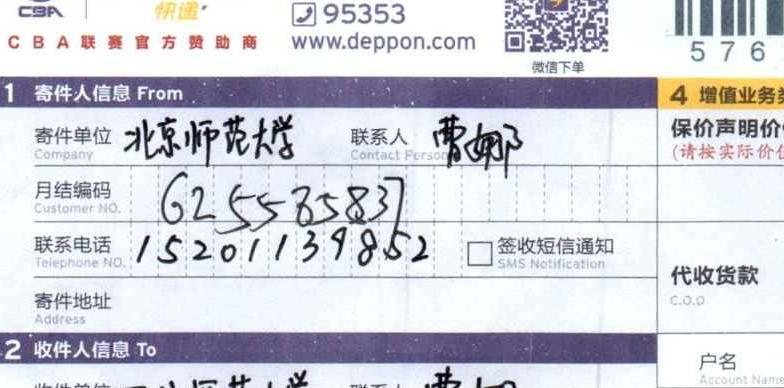 CBA 快递
95353
CBA联赛官方赞助商 www.deppon.com
微信下单
576
1 寄件人信息 From
4 增值业务
寄件单位 北京师范大学 联系人 曹娜
Company Contact Person
保价声明价
(请按实际价值
月结编码 625585837
Customer NO.
联系电话 15201139852 签收短信通知
Telephone NO. SMS Notification
代收货款
C.O.D
寄件地址
Address
2 收件人信息 To
户名
Account Name